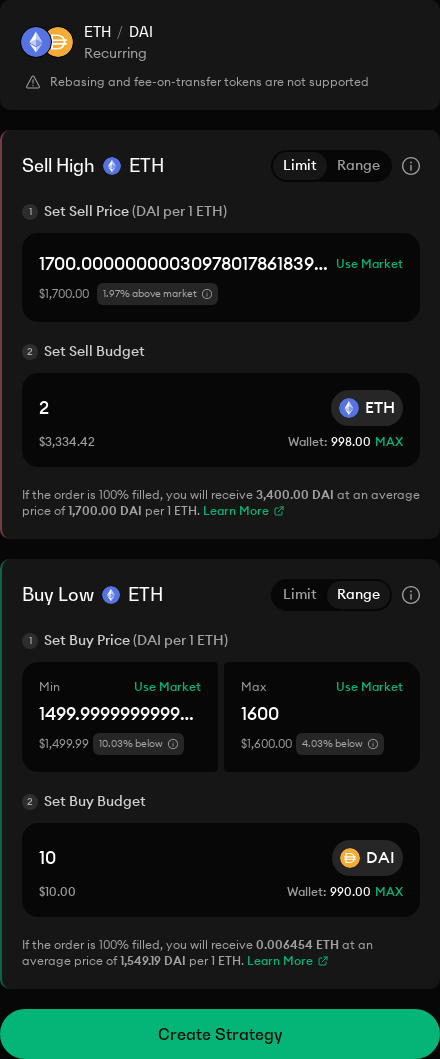 ETH / DAI
Recurring
Rebasing and fee-on-transfer tokens are not supported
Sell High ETH Limit Range
1 Set Sell Price (DAI per 1 ETH)
1700.00000000030978017861839... Use Market
$1,700.00 1.97% above market
2 Set Sell Budget
2 ETH
$3,334.42 Wallet: 998.00 MAX
If the order is 100% filled, you will receive 3,400.00 DAI at an average
price of 1,700.00 DAI per 1 ETH. Learn More
Buy Low ETH Limit Range
1 Set Buy Price (DAI per 1 ETH)
Min Use Market Max Use Market
1499.9999999999... 1600
$1,499.99 10.03% below $1,600.00 4.03% below
2 Set Buy Budget
10 DAI
$10.00 Wallet: 990.00 MAX
If the order is 100% filled, you will receive 0.006454 ETH at an
average price of 1,549.19 DAI per 1 ETH. Learn More
Create Strategy